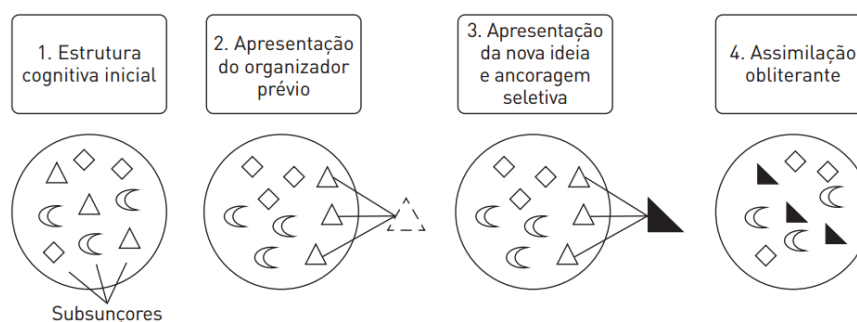 1. Estrutura
cognitiva inicial
2. Apresentação
do organizador
prévio
3. Apresentação
da nova ideia
e ancoragem
seletiva
4. Assimilação
obliterante
Subsunçores